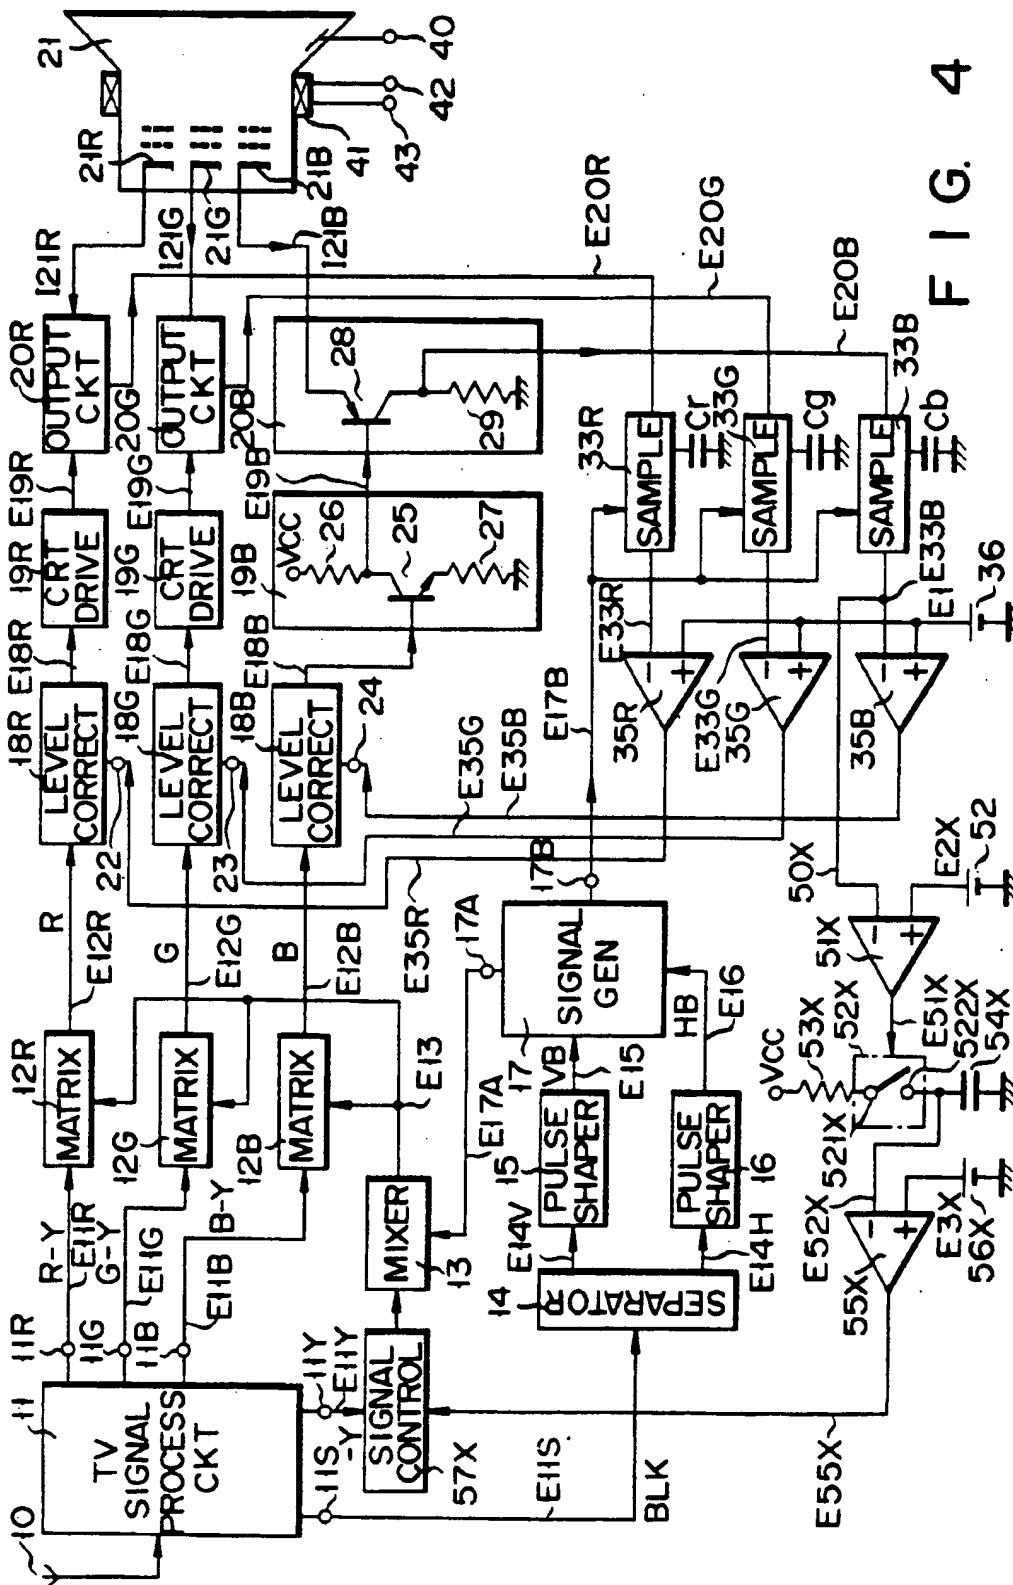 10
11
TV
SIGNAL
PROCESS
CKT
11R
R-Y
E11R
11G
G-Y
E11G
11B
B-Y
E11B
11Y
E11Y
-Y
11S
E11S
BLK
SIGNAL
CONTROL
57X
MIXER
13
E13
E17A
12R
MATRIX
12G
MATRIX
12B
MATRIX
R
E12R
G
E12G
B
E12B
18R
LEVEL
CORRECT
22
18G
LEVEL
CORRECT
23
18B
LEVEL
CORRECT
24
E18R
E18G
E18B
19R
CRT
DRIVE
19G
CRT
DRIVE
19B
VCC
26
25
27
E19R
E19G
E19B
20R
OUTPUT
CKT
20G
OUTPUT
CKT
20B
28
29
121R
121G
121B
21R
21G
21B
21
40
41
42
43
14
SEPARATOR
E14V
E14H
15
PULSE
SHAPER
VB
E15
PULSE
SHAPER
16
HB
E16
17
SIGNAL
GEN
17A
17B
E17B
E35R
E35G
E35B
E33R
35R
E33G
35G
E33B
35B
E1
36
33R
SAMPLE
Cr
33G
SAMPLE
Cg
33B
SAMPLE
Cb
E20R
E20G
E20B
50X
51X
E2X
52
E51X
VCC
53X
52X
521X
522X
54X
E52X
55X
E3X
56X
E55X
FIG. 4